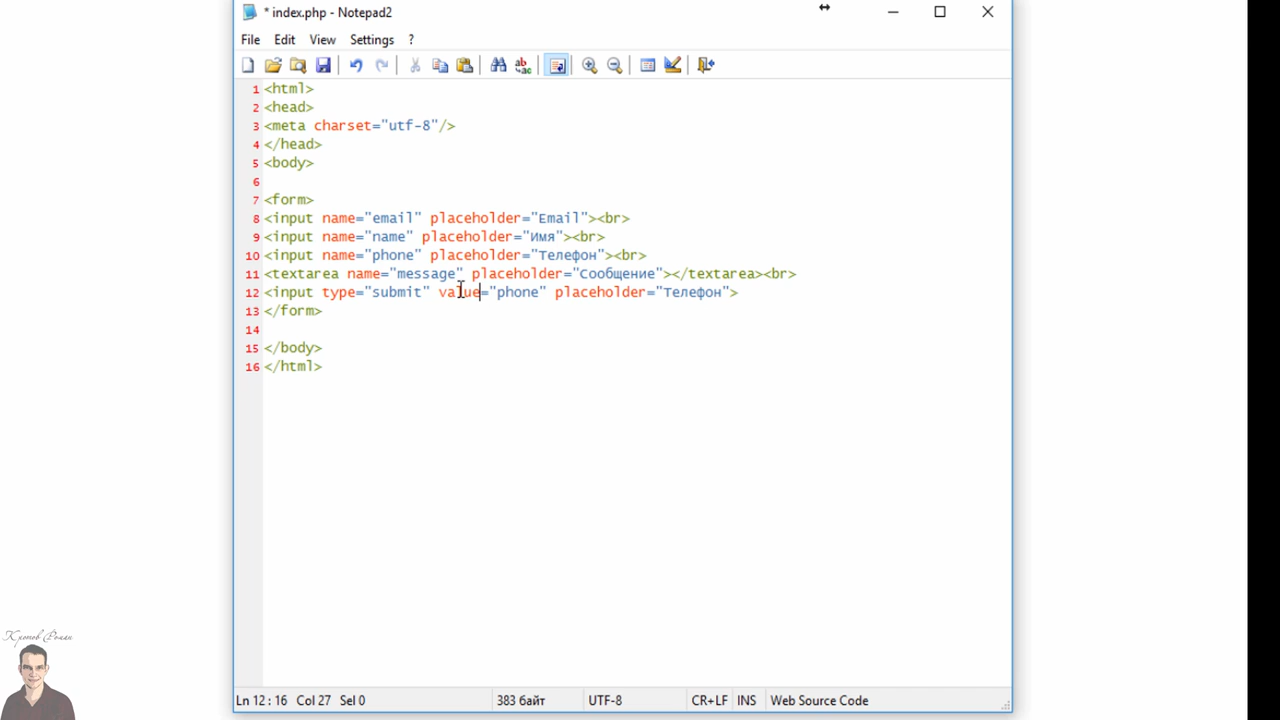 * index.php - Notepad2
File Edit View Settings ?
1 <html>
2 <head>
3 <meta charset="utf-8"/>
4 </head>
5 <body>
6
7 <form>
8 <input name="email" placeholder="Email"><br>
9 <input name="name" placeholder="Имя"><br>
10 <input name="phone" placeholder="Телефон"><br>
11 <textarea name="message" placeholder="Сообщение"></textarea><br>
12 <input type="submit" value="phone" placeholder="Телефон">
13 </form>
14
15 </body>
16 </html>
Кротов Роман
Ln 12 : 16 Col 27 Sel 0 383 байт UTF-8 CR+LF INS Web Source Code